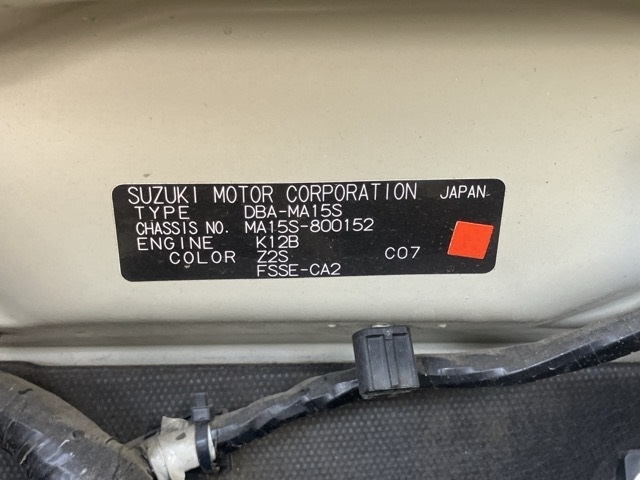 SUZUKI MOTOR CORPORATION JAPAN
TYPE DBA-MA15S
CHASSIS NO. MA15S-800152
ENGINE K12B
COLOR Z2S C07
FSSE-CA2